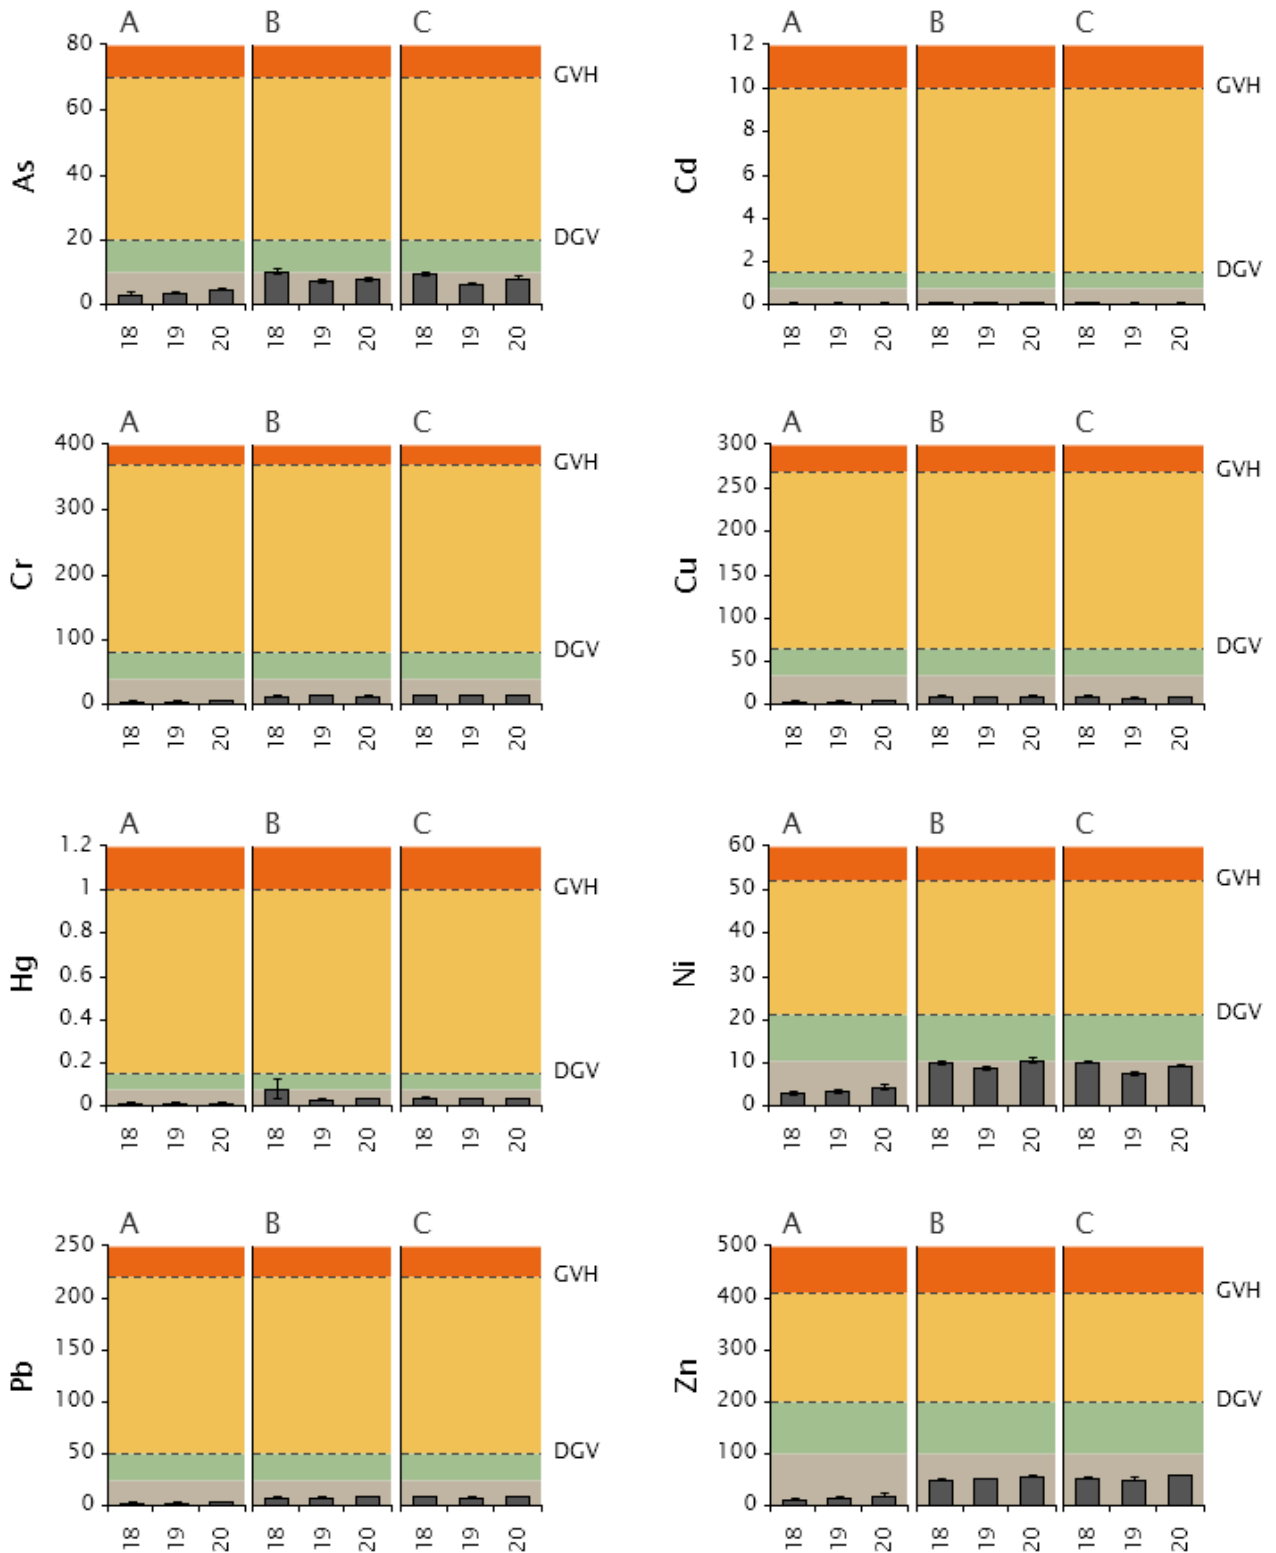 A B C A B C
80 12
GVH
10 GVH
60 8
As 40 Cd 6
4
20 DGV
2 DGV
0 0
18 19 20 18 19 20 18 19 20 18 19 20 18 19 20 18 19 20
A B C A B C
400 300
GVH GVH
250
300
200
Cr 200 Cu 150
100
100 DGV DGV
50
0 0
18 19 20 18 19 20 18 19 20 18 19 20 18 19 20 18 19 20
A B C A B C
1.2 60
1 GVH 50 GVH
0.8 40
Hg 0.6 Ni 30
0.4 20 DGV
0.2 DGV 10
0 0
18 19 20 18 19 20 18 19 20 18 19 20 18 19 20 18 19 20
A B C A B C
250 500
GVH GVH
200 400
150 300
Pb Zn
100 200 DGV
50 DGV 100
0 0
18 19 20 18 19 20 18 19 20 18 19 20 18 19 20 18 19 20